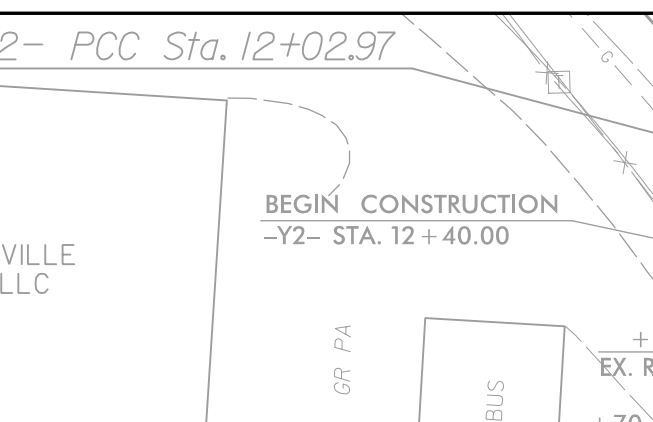 2- PCC Sta. 12+02.97
G
BEGIN CONSTRUCTION
-Y2- STA. 12+40.00
VILLE
LLC
GR PA
BUS
+
EX. R
+70